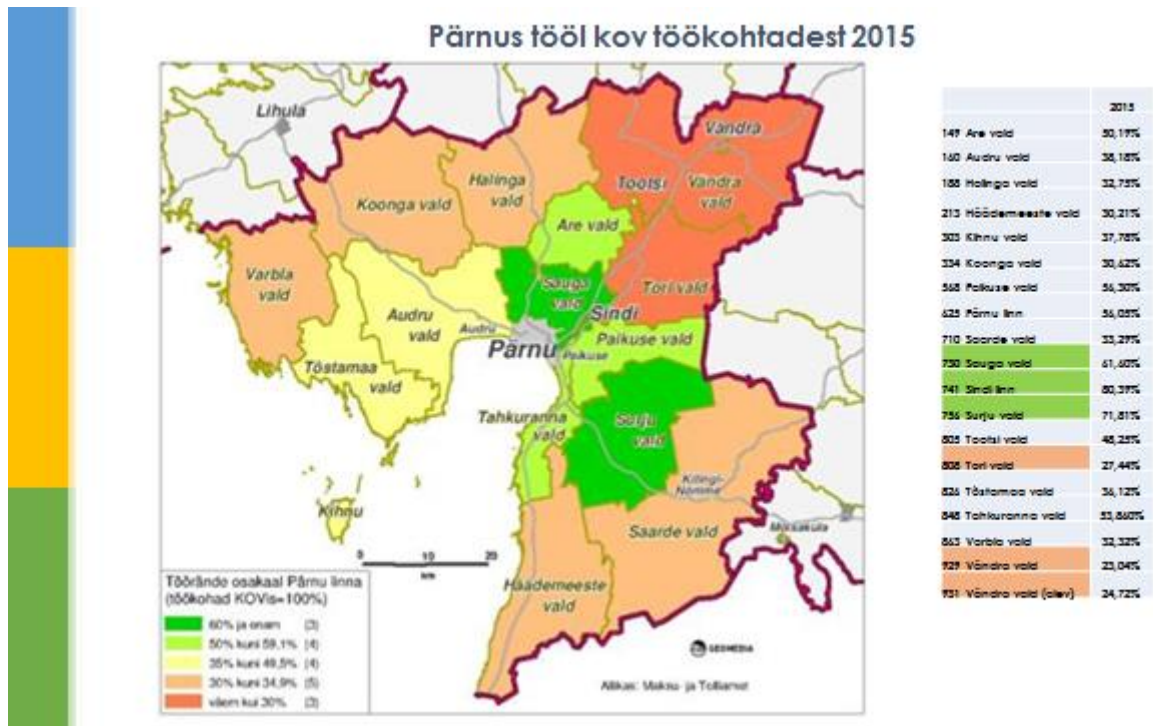 Pärnus tööl kov töökohtadest 2015
Lihula
Vandra
Halinga
vald
Tootsi
Vandra
vald
Koonga vald
Are vald
Varbla
vald
Sauga
vald
Tori vald
Audru
vald
Sindi
Audru
Pärnu
Paikuse vald
Paikuse
Tõstamaa
vald
Tahkuranna
vald
Surju
vald
Kilingi-
Nõmme
Kihnu
Saarde vald
Mõisaküla
0 10 20
km
Häädemeeste
vald
Töörände osakaal Pärnu linna
(töökohad KOVis=100%)
60% ja enam (3)
50% kuni 59,1% (4)
35% kuni 49,5% (4)
30% kuni 34,9% (5)
väem kui 30% (3)
GEOMEDIA
Allikas: Maksu- ja Tolliamet
2015
149 Are vald 50,19%
160 Audru vald 38,18%
188 Halinga vald 32,75%
213 Häädemeeste vald 30,21%
303 Kihnu vald 37,78%
334 Koonga vald 30,62%
568 Paikuse vald 56,30%
625 Pärnu linn 56,05%
710 Saarde vald 33,29%
730 Sauga vald 61,60%
741 Sindi linn 80,39%
756 Surju vald 71,81%
805 Tootsi vald 48,25%
808 Tori vald 27,44%
826 Tõstamaa vald 36,12%
848 Tahkuranna vald 53,860%
863 Varbla vald 32,32%
929 Vändra vald 23,04%
931 Vändra vald (alev) 24,72%